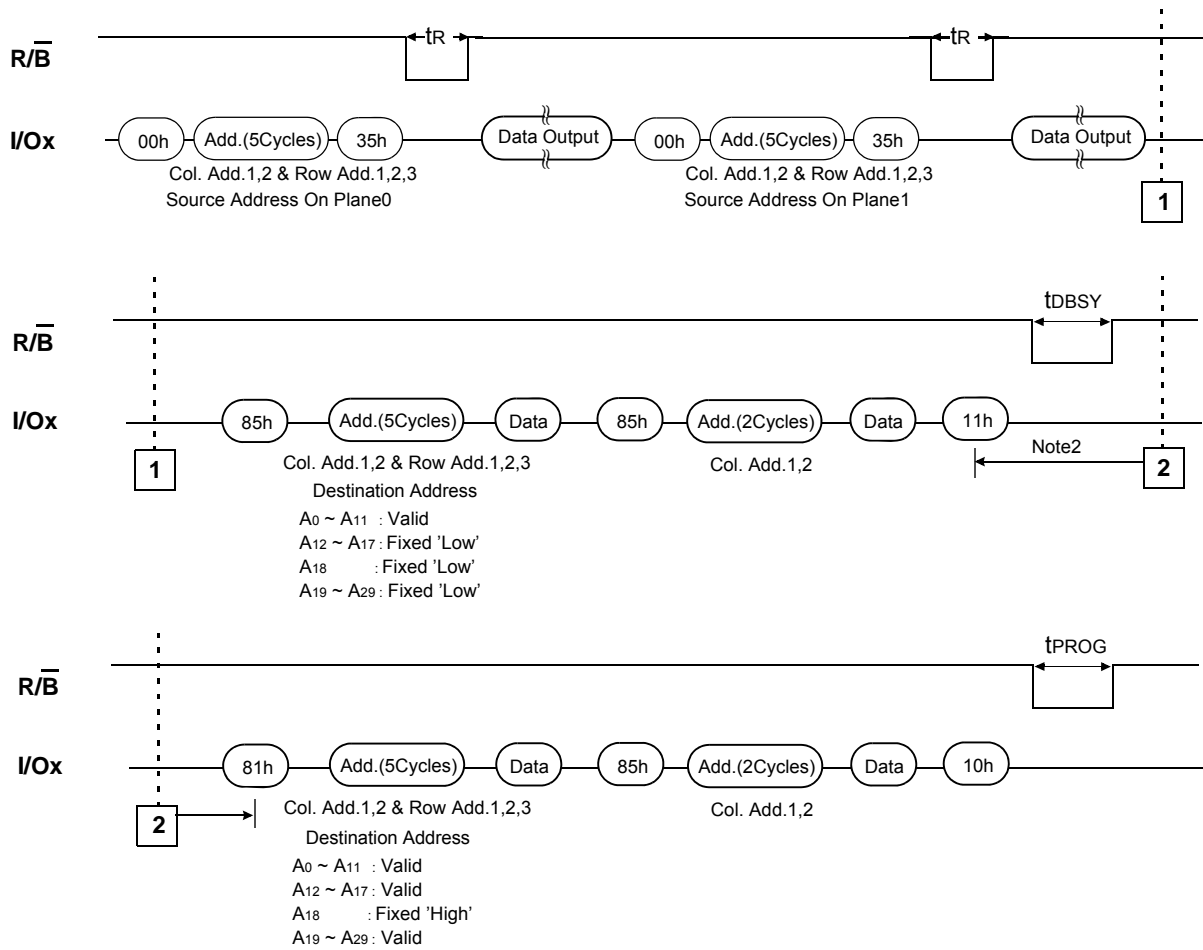 tR tR
R/B̅
I/Ox 00h Add.(5Cycles) 35h Data Output 00h Add.(5Cycles) 35h Data Output
Col. Add.1,2 & Row Add.1,2,3 Col. Add.1,2 & Row Add.1,2,3
Source Address On Plane0 Source Address On Plane1
1
tDBSY
R/B̅
I/Ox 85h Add.(5Cycles) Data 85h Add.(2Cycles) Data 11h
1 Col. Add.1,2 & Row Add.1,2,3 Col. Add.1,2 Note2 2
Destination Address
A0 ~ A11 : Valid
A12 ~ A17 : Fixed 'Low'
A18 : Fixed 'Low'
A19 ~ A29 : Fixed 'Low'
tPROG
R/B̅
I/Ox 81h Add.(5Cycles) Data 85h Add.(2Cycles) Data 10h
2 Col. Add.1,2 & Row Add.1,2,3 Col. Add.1,2
Destination Address
A0 ~ A11 : Valid
A12 ~ A17 : Valid
A18 : Fixed 'High'
A19 ~ A29 : Valid